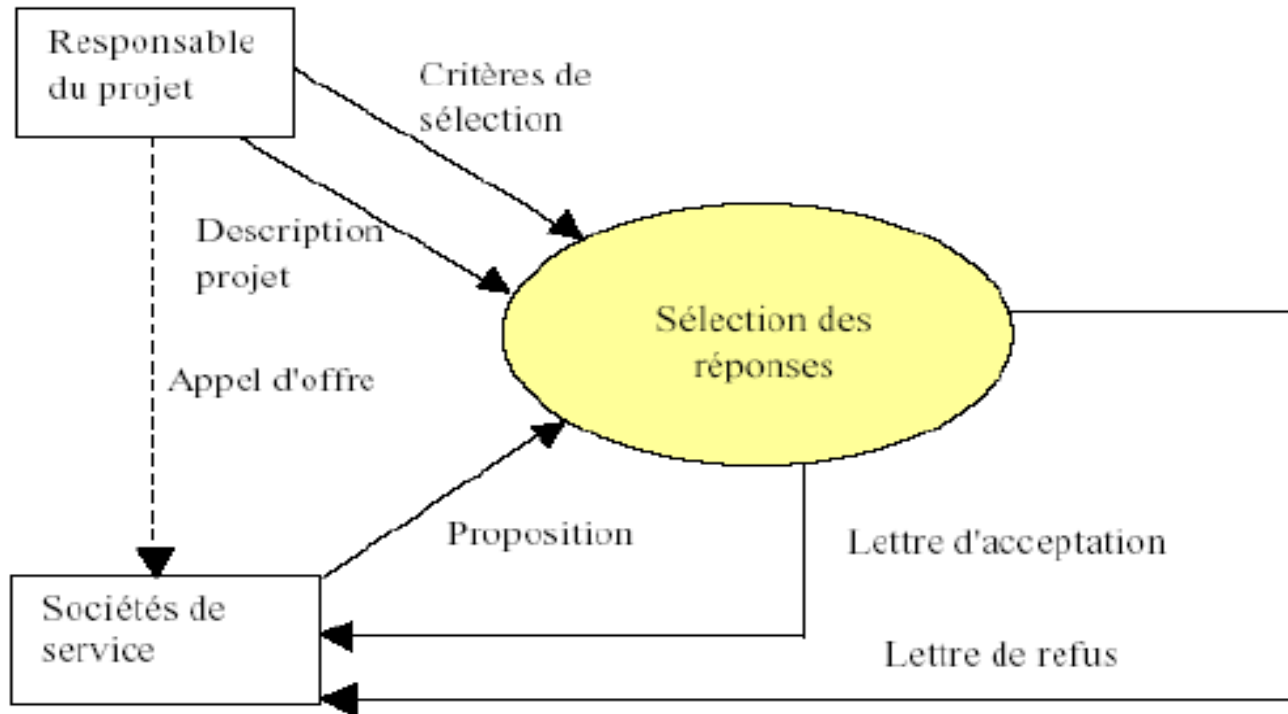 Responsable
du projet
Critères de
sélection
Description
projet
Sélection des
réponses
Appel d'offre
Proposition
Lettre d'acceptation
Sociétés de
service
Lettre de refus